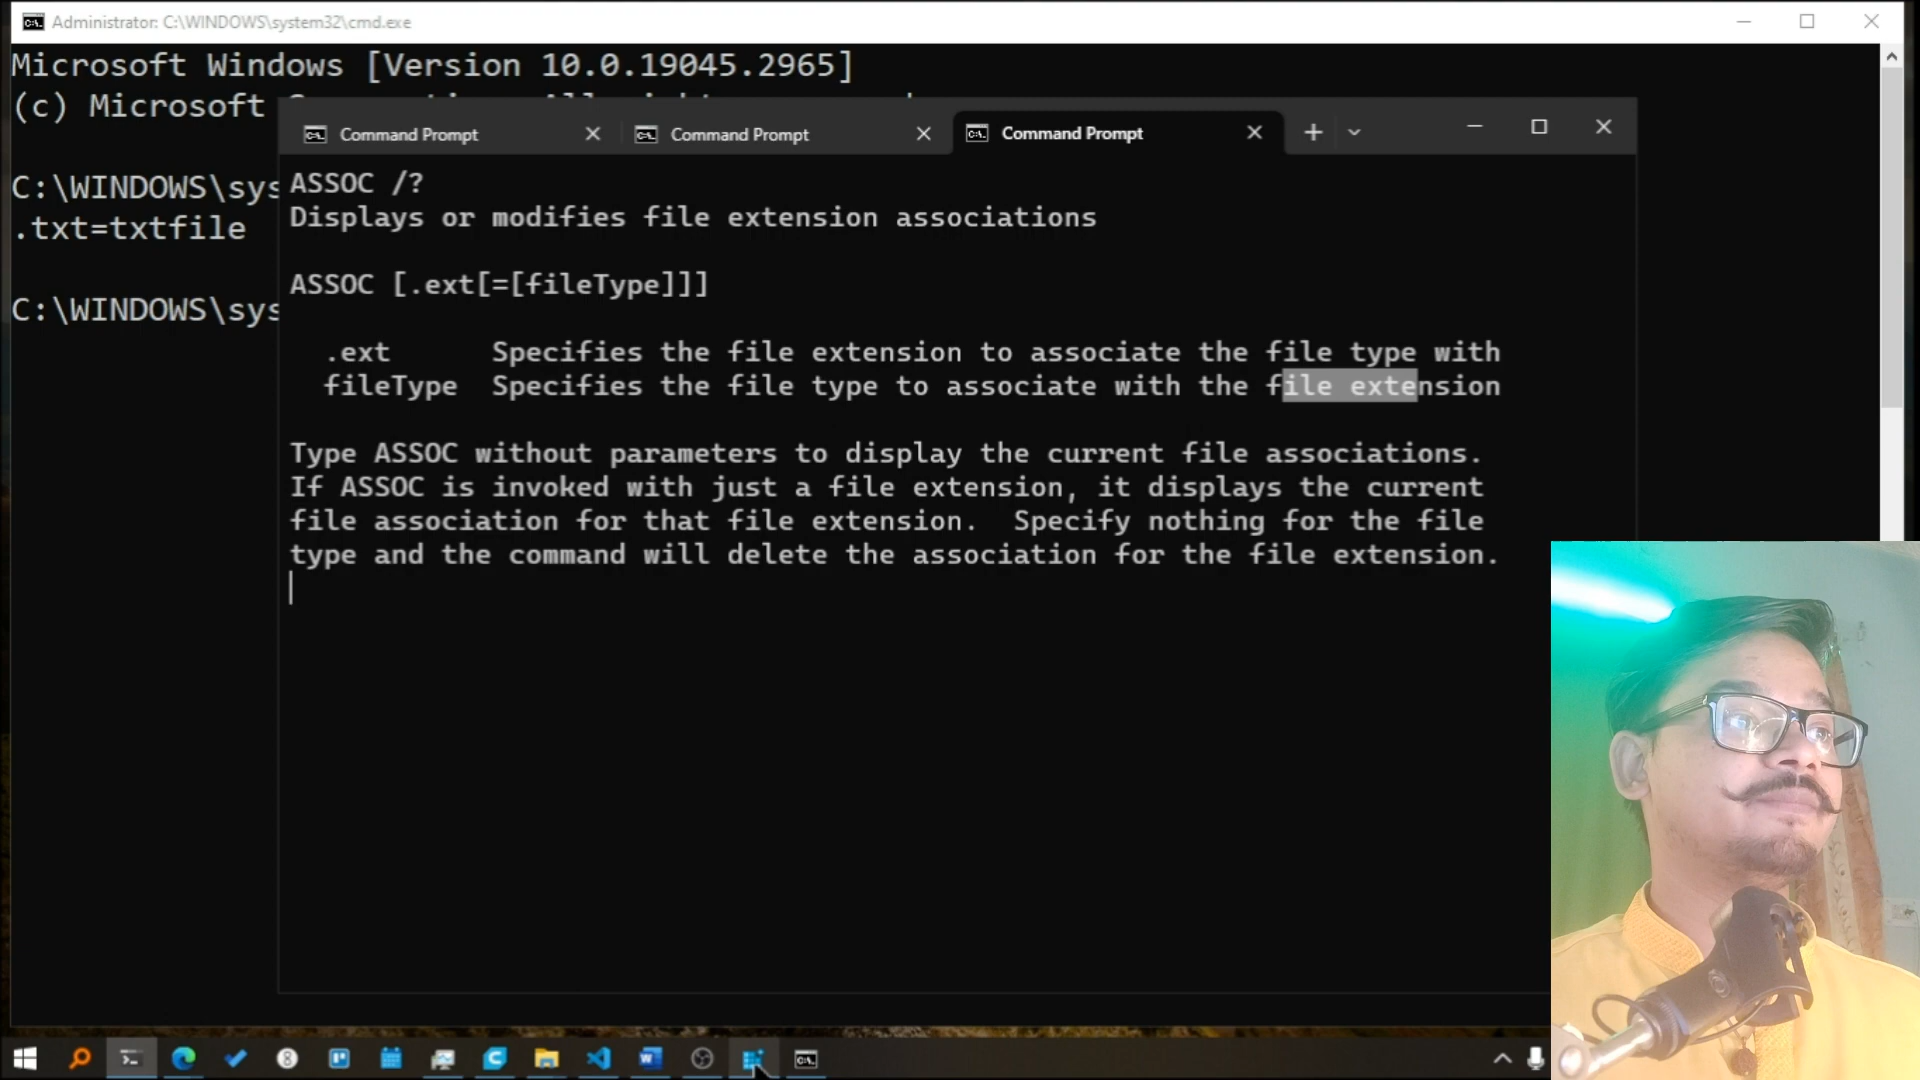 Administrator: C:\WINDOWS\system32\cmd.exe
Microsoft Windows [Version 10.0.19045.2965]
(c) Microsoft
C:\WINDOWS\sys
.txt=txtfile
C:\WINDOWS\sys
Command Prompt
Command Prompt
Command Prompt
ASSOC /?
Displays or modifies file extension associations
ASSOC [.ext[=[fileType]]]
.ext Specifies the file extension to associate the file type with
fileType Specifies the file type to associate with the file extension
Type ASSOC without parameters to display the current file associations.
If ASSOC is invoked with just a file extension, it displays the current
file association for that file extension. Specify nothing for the file
type and the command will delete the association for the file extension.